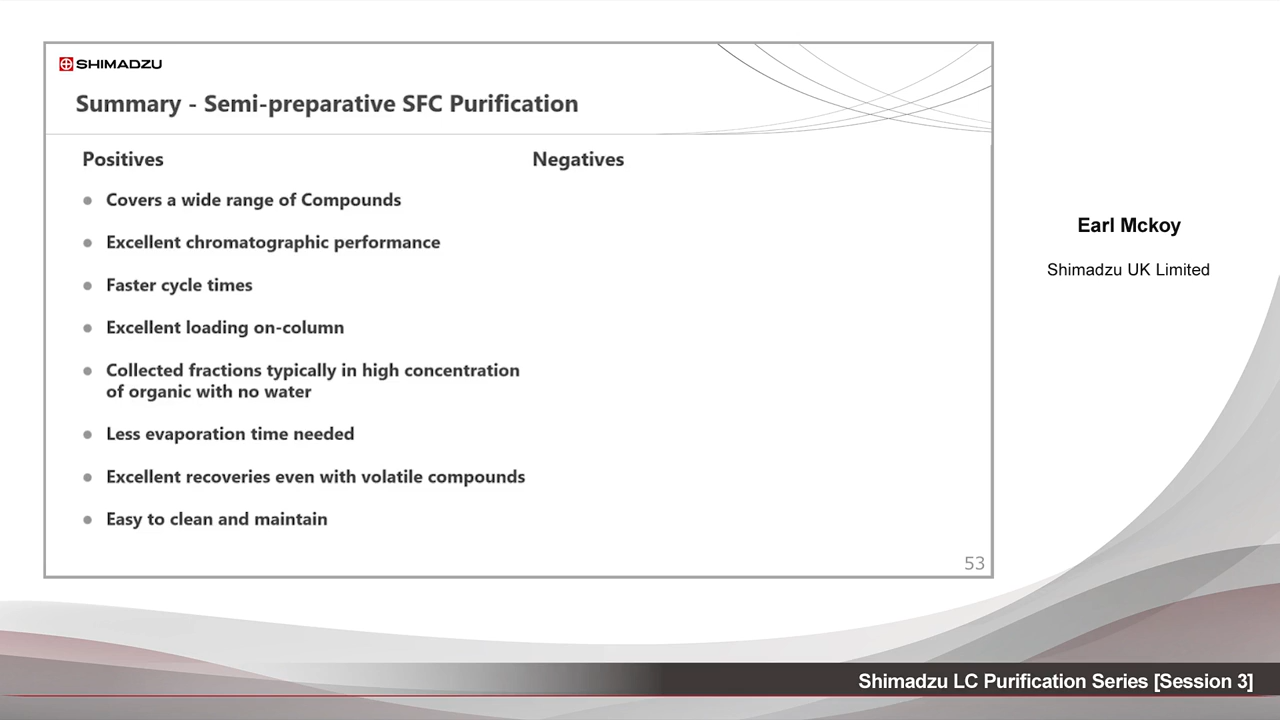 SHIMADZU
Summary - Semi-preparative SFC Purification
Positives
Negatives
Covers a wide range of Compounds
Excellent chromatographic performance
Faster cycle times
Excellent loading on-column
Collected fractions typically in high concentration
of organic with no water
Less evaporation time needed
Excellent recoveries even with volatile compounds
Easy to clean and maintain
53
Earl Mckoy
Shimadzu UK Limited
Shimadzu LC Purification Series [Session 3]